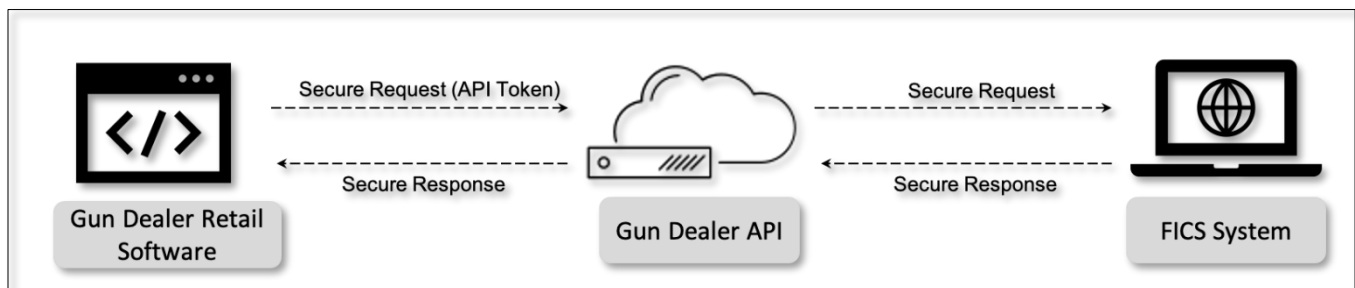 Secure Request (API Token)
Secure Request
Secure Response
Secure Response
Gun Dealer Retail
Software
Gun Dealer API
FICS System